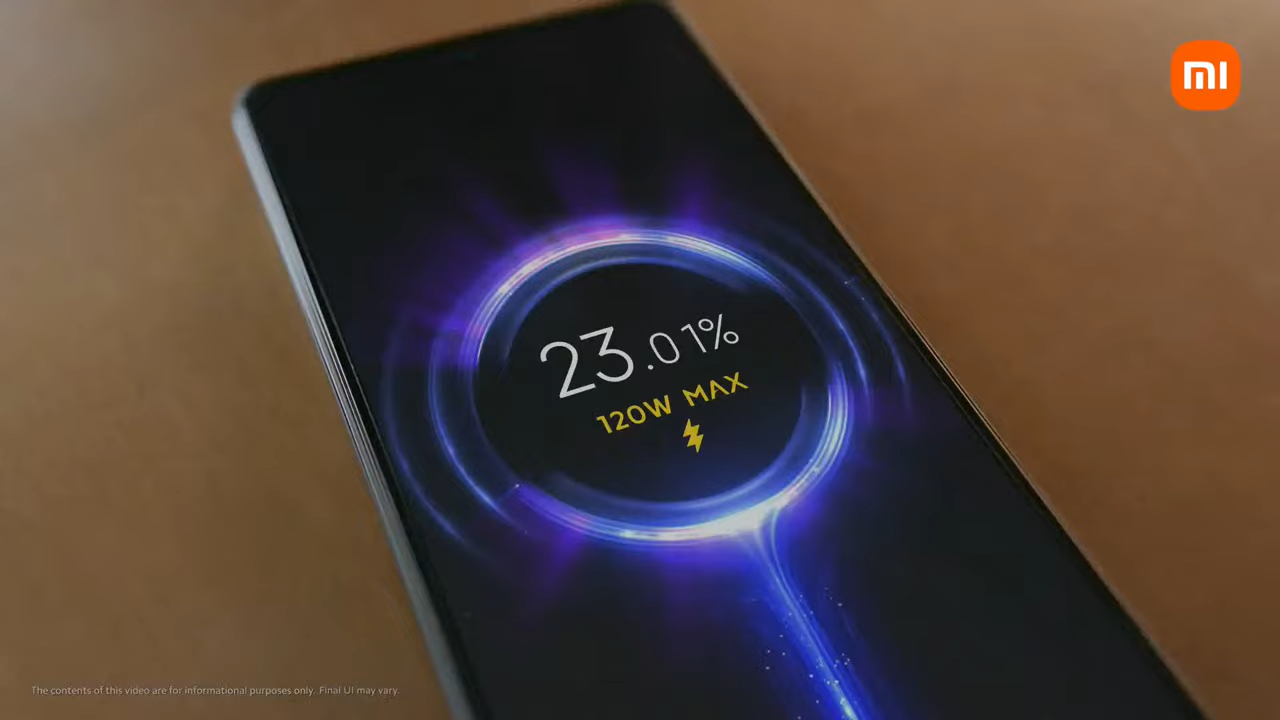 mi
23.01%
120W MAX
The contents of this video are for informational purposes only. Final UI may vary.